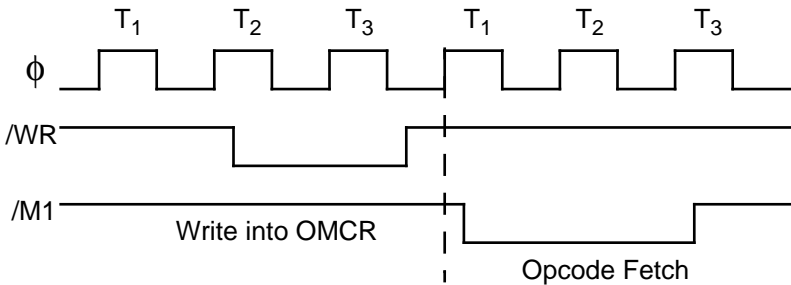 T1 T2 T3 T1 T2 T3
ϕ
/WR
/M1
Write into OMCR
Opcode Fetch